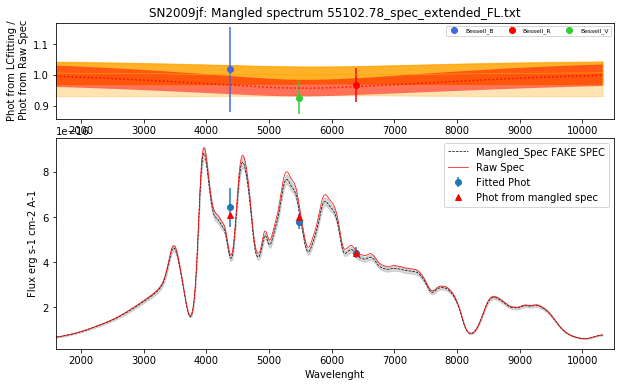 SN2009jf: Mangled spectrum 55102.78_spec_extended_FL.txt
Phot from LCfitting /
Phot from Raw Spec
1.1
1.0
0.9
Bessell_B
Bessell_R
Bessell_V
2000 3000 4000 5000 6000 7000 8000 9000 10000
Flux erg s-1 cm-2 A-1
8
6
4
2
Mangled_Spec FAKE SPEC
Raw Spec
Fitted Phot
Phot from mangled spec
2000 3000 4000 5000 6000 7000 8000 9000 10000
Wavelenght